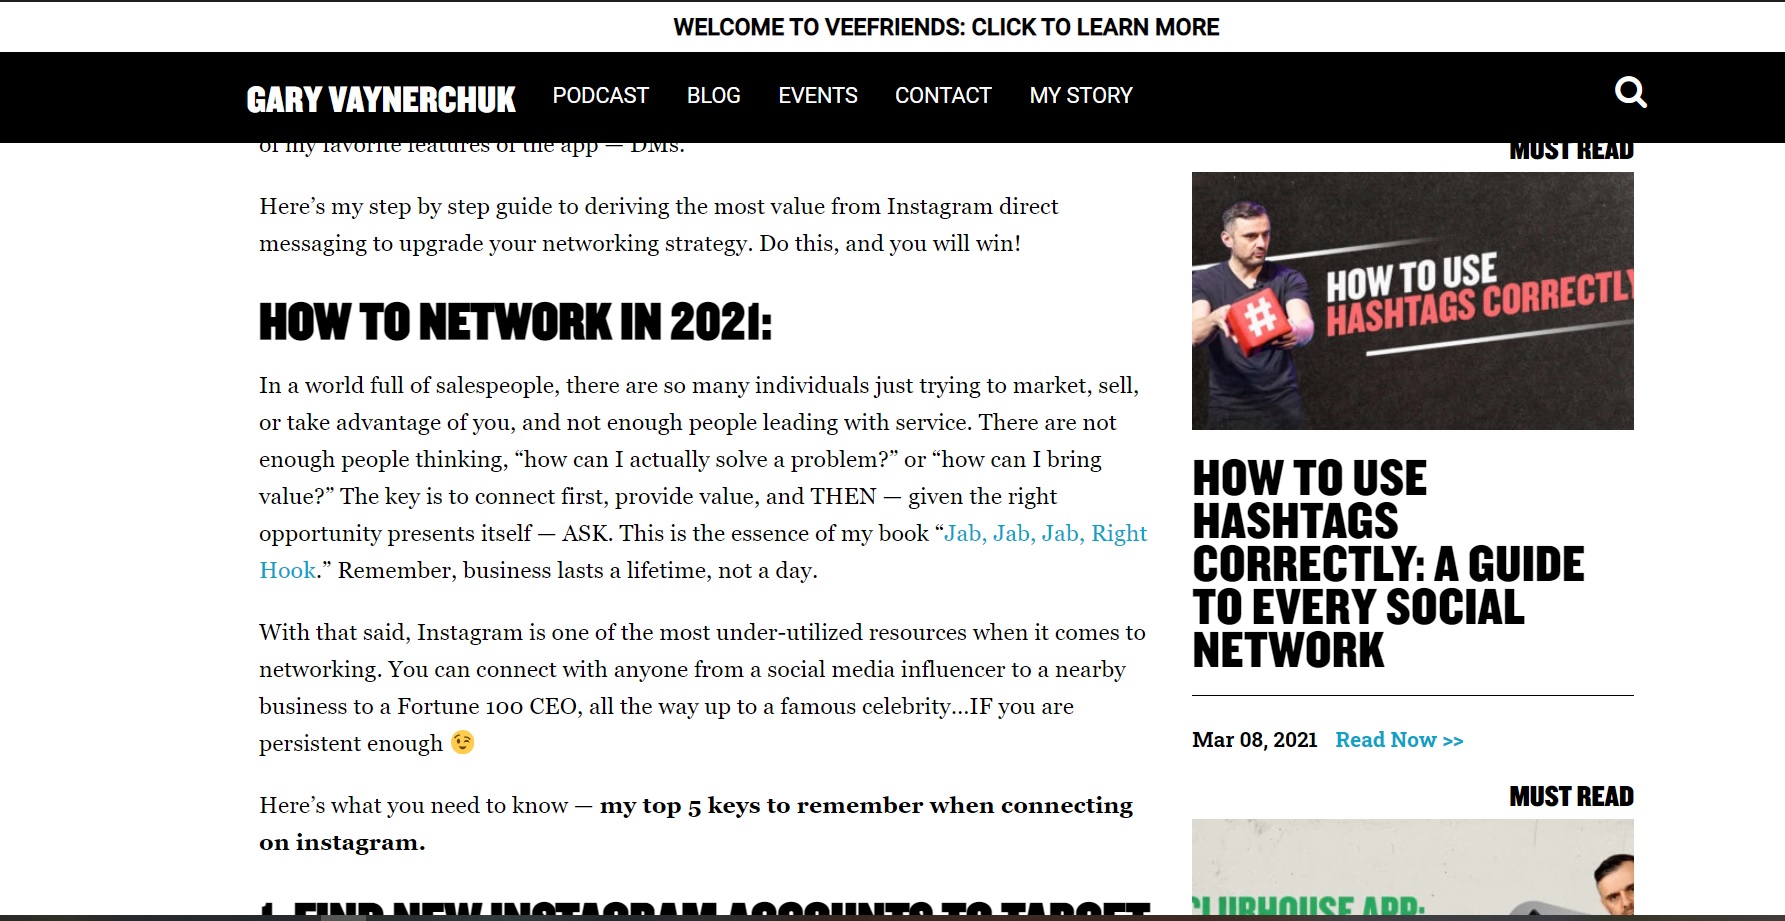 WELCOME TO VEEFRIENDS: CLICK TO LEARN MORE
GARY VAYNERCHUK PODCAST BLOG EVENTS CONTACT MY STORY
of my favorite features of the app — DMs.
Here’s my step by step guide to deriving the most value from Instagram direct
messaging to upgrade your networking strategy. Do this, and you will win!
HOW TO NETWORK IN 2021:
In a world full of salespeople, there are so many individuals just trying to market, sell,
or take advantage of you, and not enough people leading with service. There are not
enough people thinking, “how can I actually solve a problem?” or “how can I bring
value?” The key is to connect first, provide value, and THEN — given the right
opportunity presents itself — ASK. This is the essence of my book “Jab, Jab, Jab, Right
Hook.” Remember, business lasts a lifetime, not a day.
With that said, Instagram is one of the most under-utilized resources when it comes to
networking. You can connect with anyone from a social media influencer to a nearby
business to a Fortune 100 CEO, all the way up to a famous celebrity...IF you are
persistent enough 😉
Here’s what you need to know — my top 5 keys to remember when connecting
on instagram.
1. FIND NEW INSTAGRAM ACCOUNTS TO TARGET
MUST READ
#
HOW TO USE
HASHTAGS CORRECTLY
HOW TO USE
HASHTAGS
CORRECTLY: A GUIDE
TO EVERY SOCIAL
NETWORK
Mar 08, 2021 Read Now >>
MUST READ
CLUBHOUSE APP: